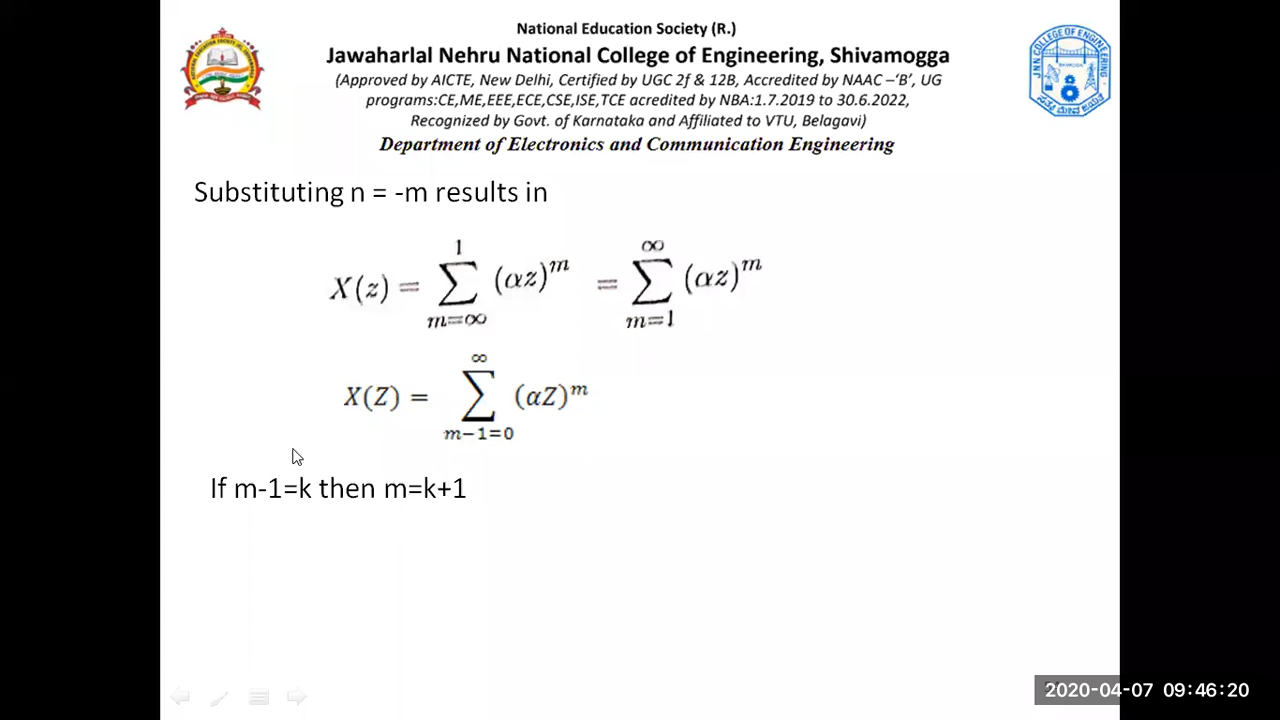 National Education Society (R.)
Jawaharlal Nehru National College of Engineering, Shivamogga
(Approved by AICTE, New Delhi, Certified by UGC 2f & 12B, Accredited by NAAC –‘B’, UG
programs:CE,ME,EEE,ECE,CSE,ISE,TCE acredited by NBA:1.7.2019 to 30.6.2022,
Recognized by Govt. of Karnataka and Affiliated to VTU, Belagavi)
Department of Electronics and Communication Engineering
Substituting n = -m results in
X(z) = ∑_{m=∞}^{1} (αz)^m = ∑_{m=1}^{∞} (αz)^m
X(Z) = ∑_{m−1=0}^{∞} (αZ)^m
If m-1=k then m=k+1
2020-04-07 09:46:20